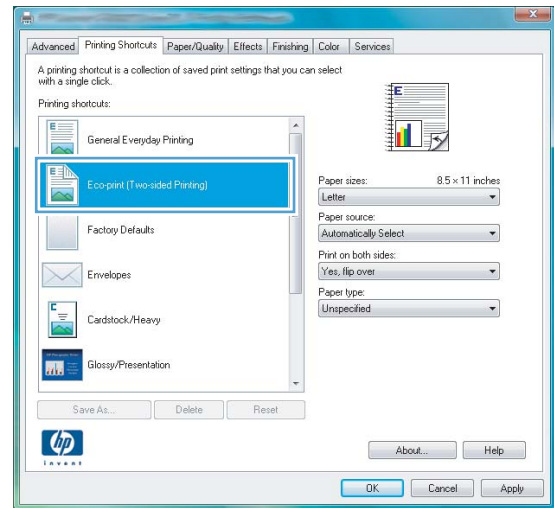 Advanced Printing Shortcuts Paper/Quality Effects Finishing Color Services
A printing shortcut is a collection of saved print settings that you can select
with a single click.
Printing shortcuts:
General Everyday Printing
Eco-print (Two-sided Printing)
Factory Defaults
Envelopes
Cardstock/Heavy
Glossy/Presentation
Save As... Delete Reset
E
Paper sizes: 8.5 × 11 inches
Letter
Paper source:
Automatically Select
Print on both sides:
Yes, flip over
Paper type:
Unspecified
hp
invent
About... Help
OK Cancel Apply